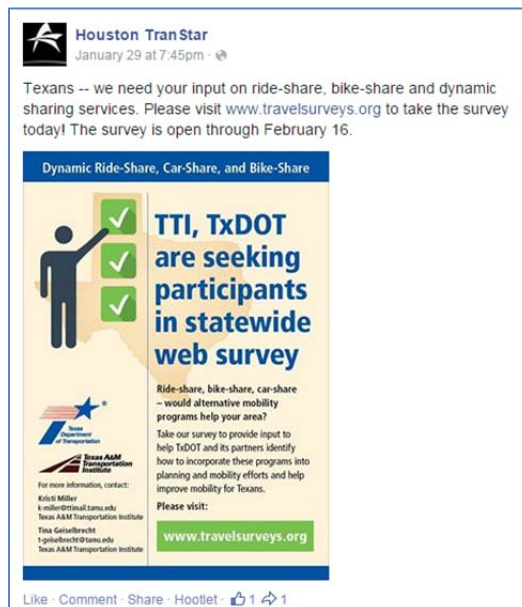 Houston TranStar
January 29 at 7:45pm ·
Texans -- we need your input on ride-share, bike-share and dynamic
sharing services. Please visit www.travelsurveys.org to take the survey
today! The survey is open through February 16.
Dynamic Ride-Share, Car-Share, and Bike-Share
TTI, TxDOT
are seeking
participants
in statewide
web survey
Ride-share, bike-share, car-share
– would alternative mobility
programs help your area?
Take our survey to provide input to
help TxDOT and its partners identify
how to incorporate these programs into
planning and mobility efforts and help
improve mobility for Texans.
Please visit:
www.travelsurveys.org
Texas
Department
of Transportation
Texas A&M
Transportation
Institute
For more information, contact:
Kristi Miller
k-miller@ttimail.tamu.edu
Texas A&M Transportation Institute
Tina Geiselbrecht
t-geiselbrecht@tamu.edu
Texas A&M Transportation Institute
Like · Comment · Share · Hootlet · 1 1